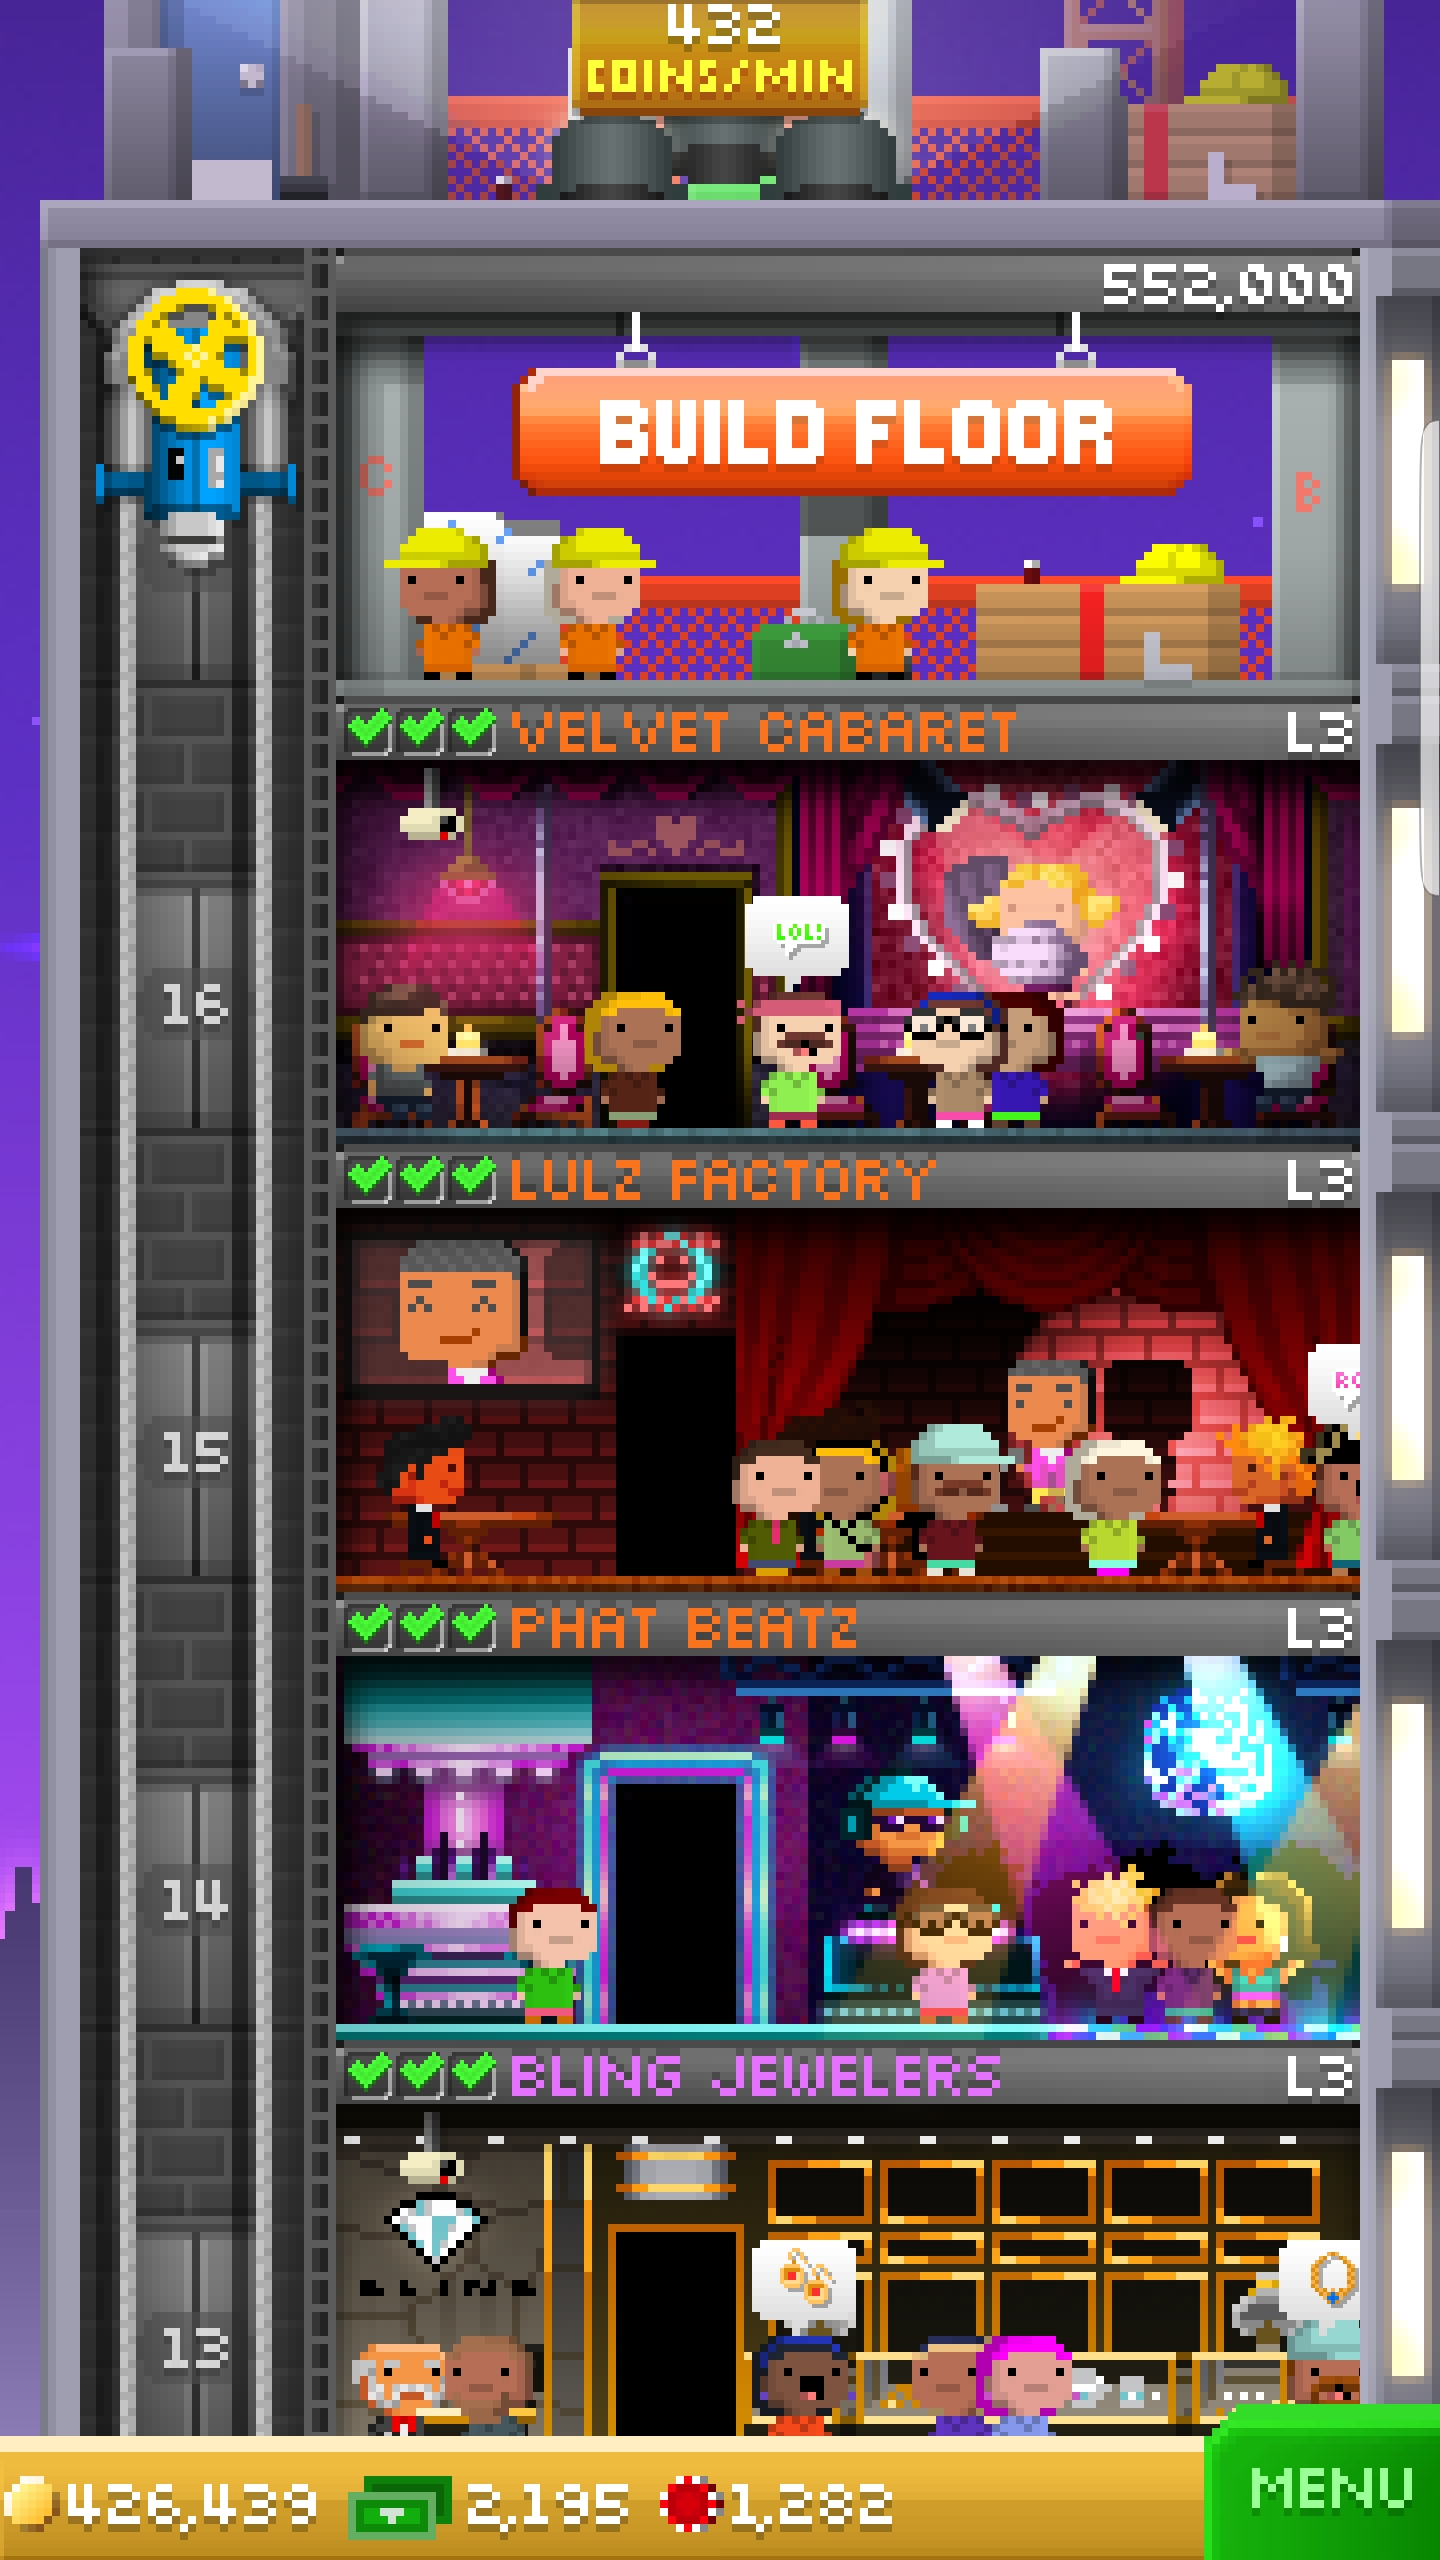 432
COINS/MIN
552,000
BUILD FLOOR
C
B
VELVET CABARET L3
LOL!
16
LULZ FACTORY L3
15
PHAT BEATZ L3
14
BLING JEWELERS L3
BLING
13
426,439 2,195 1,282
MENU